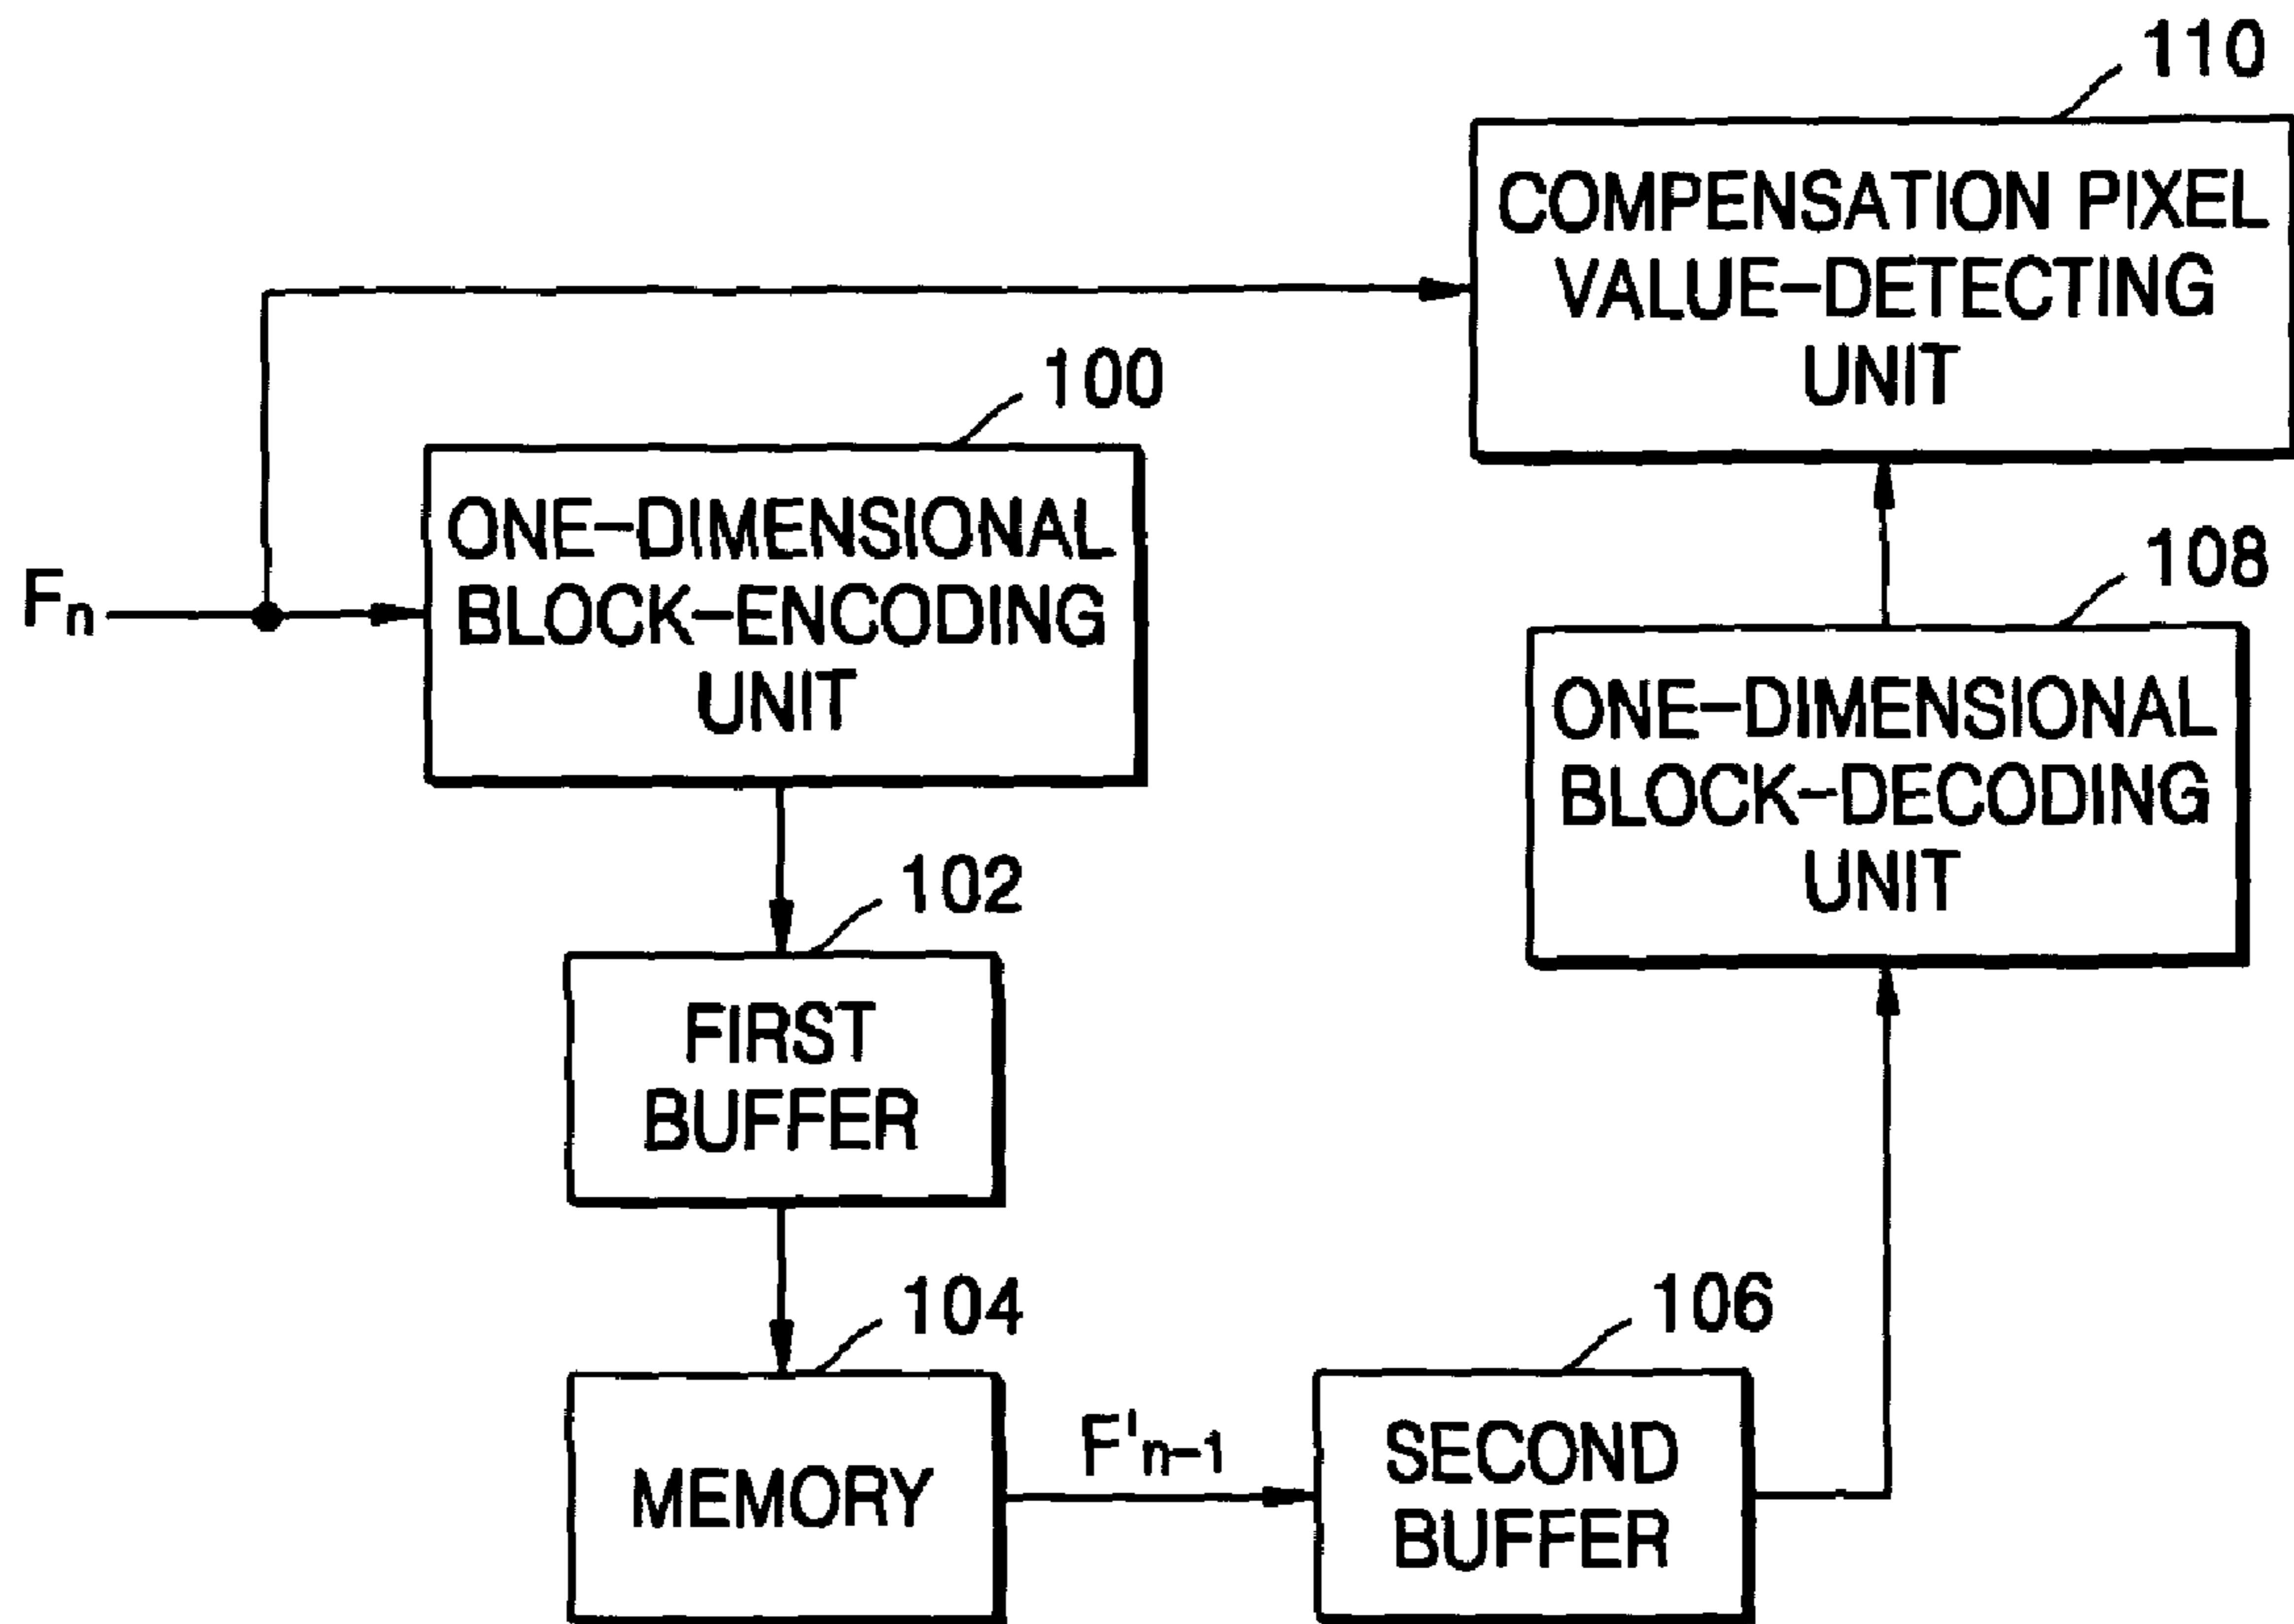 110
COMPENSATION PIXEL
VALUE-DETECTING
UNIT
100
ONE-DIMENSIONAL
BLOCK-ENCODING
UNIT
Fn
108
ONE-DIMENSIONAL
BLOCK-DECODING
UNIT
102
FIRST
BUFFER
104
MEMORY
F'n-1
106
SECOND
BUFFER